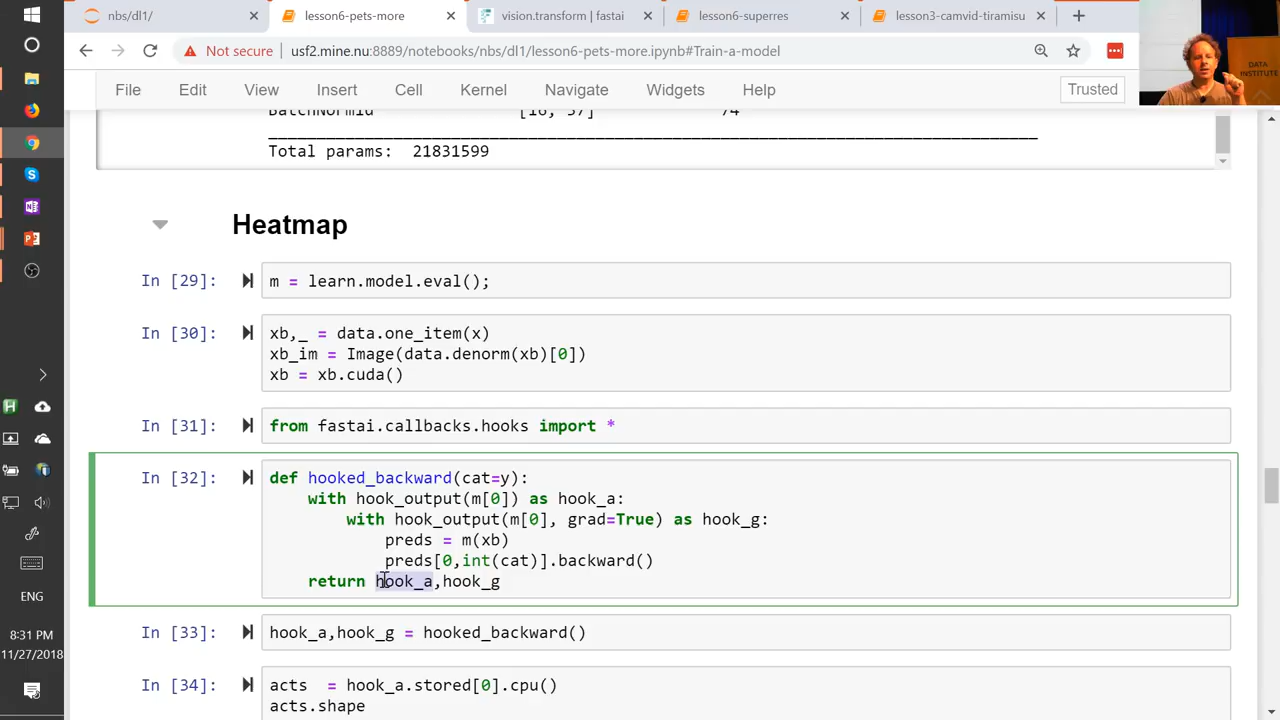 nbs/dl1/
lesson6-pets-more
vision.transform | fastai
lesson6-superres
lesson3-camvid-tiramisu
Not secure | usf2.mine.nu:8889/notebooks/nbs/dl1/lesson6-pets-more.ipynb#Train-a-model
File Edit View Insert Cell Kernel Navigate Widgets Help
Trusted
DATA
INSTITUTE
BatchNorm1d [16, 37] 74
Total params: 21831599
Heatmap
In [29]: m = learn.model.eval();
In [30]: xb,_ = data.one_item(x)
xb_im = Image(data.denorm(xb)[0])
xb = xb.cuda()
In [31]: from fastai.callbacks.hooks import *
In [32]: def hooked_backward(cat=y):
with hook_output(m[0]) as hook_a:
with hook_output(m[0], grad=True) as hook_g:
preds = m(xb)
preds[0,int(cat)].backward()
return hook_a,hook_g
In [33]: hook_a,hook_g = hooked_backward()
In [34]: acts  = hook_a.stored[0].cpu()
acts.shape
ENG
8:31 PM
11/27/2018